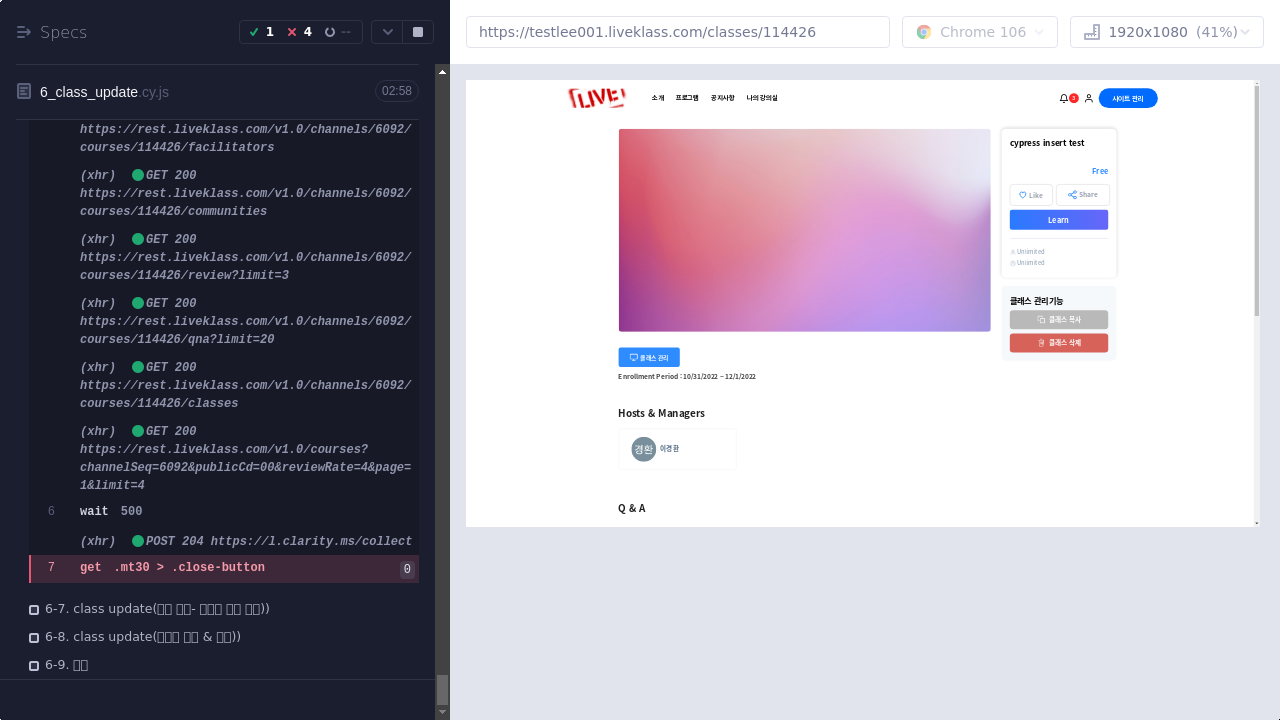 Specs
1
4
--
https://testlee001.liveklass.com/classes/114426
Chrome 106
1920x1080 (41%)
6_class_update.cy.js
02:58
https://rest.liveklass.com/v1.0/channels/6092/
courses/114426/facilitators
(xhr) GET 200
https://rest.liveklass.com/v1.0/channels/6092/
courses/114426/communities
(xhr) GET 200
https://rest.liveklass.com/v1.0/channels/6092/
courses/114426/review?limit=3
(xhr) GET 200
https://rest.liveklass.com/v1.0/channels/6092/
courses/114426/qna?limit=20
(xhr) GET 200
https://rest.liveklass.com/v1.0/channels/6092/
courses/114426/classes
(xhr) GET 200
https://rest.liveklass.com/v1.0/courses?
channelSeq=6092&publicCd=00&reviewRate=4&page=
1&limit=4
6 wait 500
(xhr) POST 204 https://l.clarity.ms/collect
7 get .mt30 > .close-button 0
6-7. class update(
6-8. class update( & ))
6-9.
LIVE!
소개 프로그램 공지사항 나의 강의실
3
사이트 관리
cypress insert test
Free
Like Share
Learn
Unlimited
Unlimited
클래스 관리기능
클래스 복사
클래스 삭제
클래스 관리
Enrollment Period : 10/31/2022 ~ 12/1/2022
Hosts & Managers
경환 이경환
Q & A